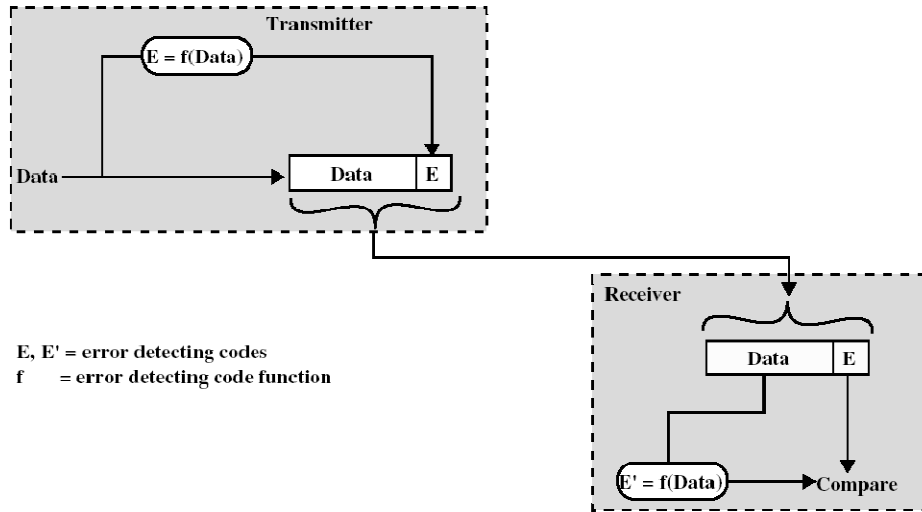 Transmitter
E = f(Data)
Data
Data E
Receiver
E, E' = error detecting codes
f = error detecting code function
Data E
E' = f(Data)
Compare